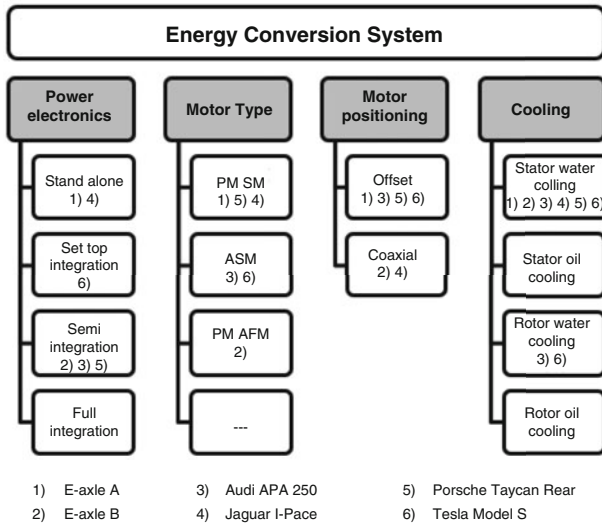 Energy Conversion System
Power
electronics
Stand alone
1) 4)
Set top
integration
6)
Semi
integration
2) 3) 5)
Full
integration
Motor Type
PM SM
1) 5) 4)
ASM
3) 6)
PM AFM
2)
---
Motor
positioning
Offset
1) 3) 5) 6)
Coaxial
2) 4)
Cooling
Stator water
colling
1) 2) 3) 4) 5) 6)
Stator oil
cooling
Rotor water
cooling
3) 6)
Rotor oil
cooling
1) E-axle A
2) E-axle B
3) Audi APA 250
4) Jaguar I-Pace
5) Porsche Taycan Rear
6) Tesla Model S